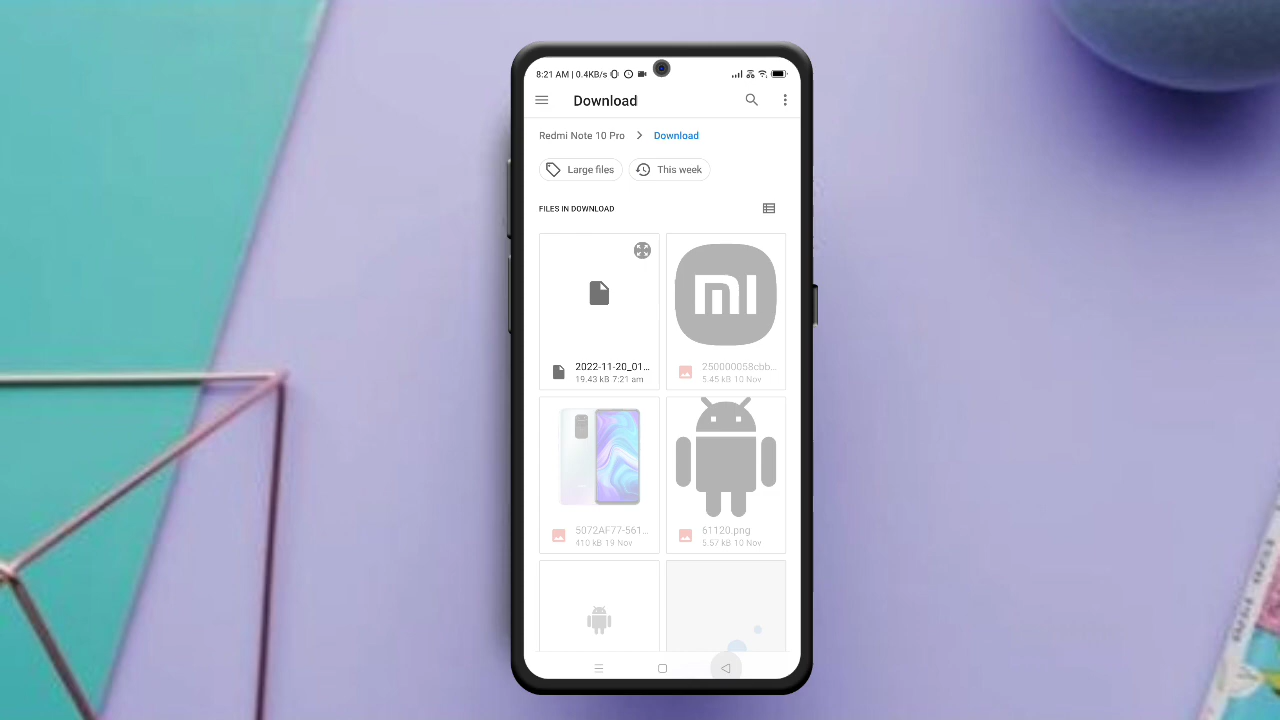 8:21 AM | 0.4KB/s
Download
Redmi Note 10 Pro > Download
Large files
This week
FILES IN DOWNLOAD
2022-11-20_01...
19.43 kB 7:21 am
250000058cbb...
5.45 kB 10 Nov
5072AF77-561...
410 kB 19 Nov
61120.png
5.57 kB 10 Nov